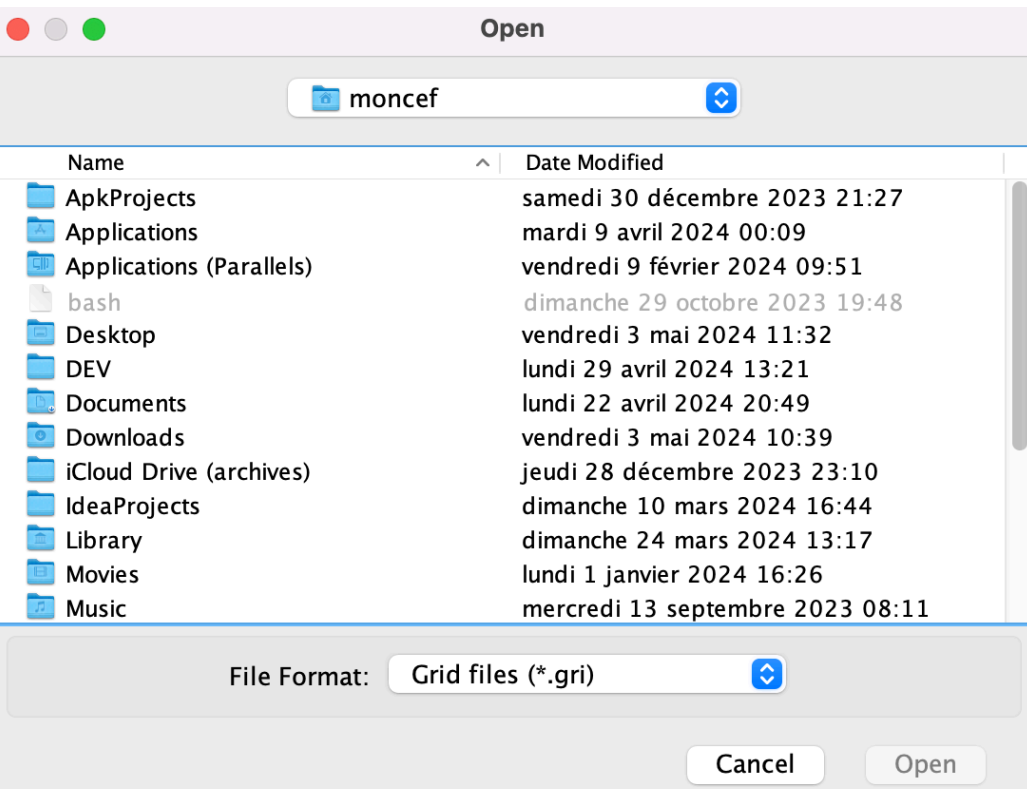 Open
moncef
Name Date Modified
ApkProjects samedi 30 décembre 2023 21:27
Applications mardi 9 avril 2024 00:09
Applications (Parallels) vendredi 9 février 2024 09:51
bash dimanche 29 octobre 2023 19:48
Desktop vendredi 3 mai 2024 11:32
DEV lundi 29 avril 2024 13:21
Documents lundi 22 avril 2024 20:49
Downloads vendredi 3 mai 2024 10:39
iCloud Drive (archives) jeudi 28 décembre 2023 23:10
IdeaProjects dimanche 10 mars 2024 16:44
Library dimanche 24 mars 2024 13:17
Movies lundi 1 janvier 2024 16:26
Music mercredi 13 septembre 2023 08:11
File Format: Grid files (*.gri)
Cancel Open